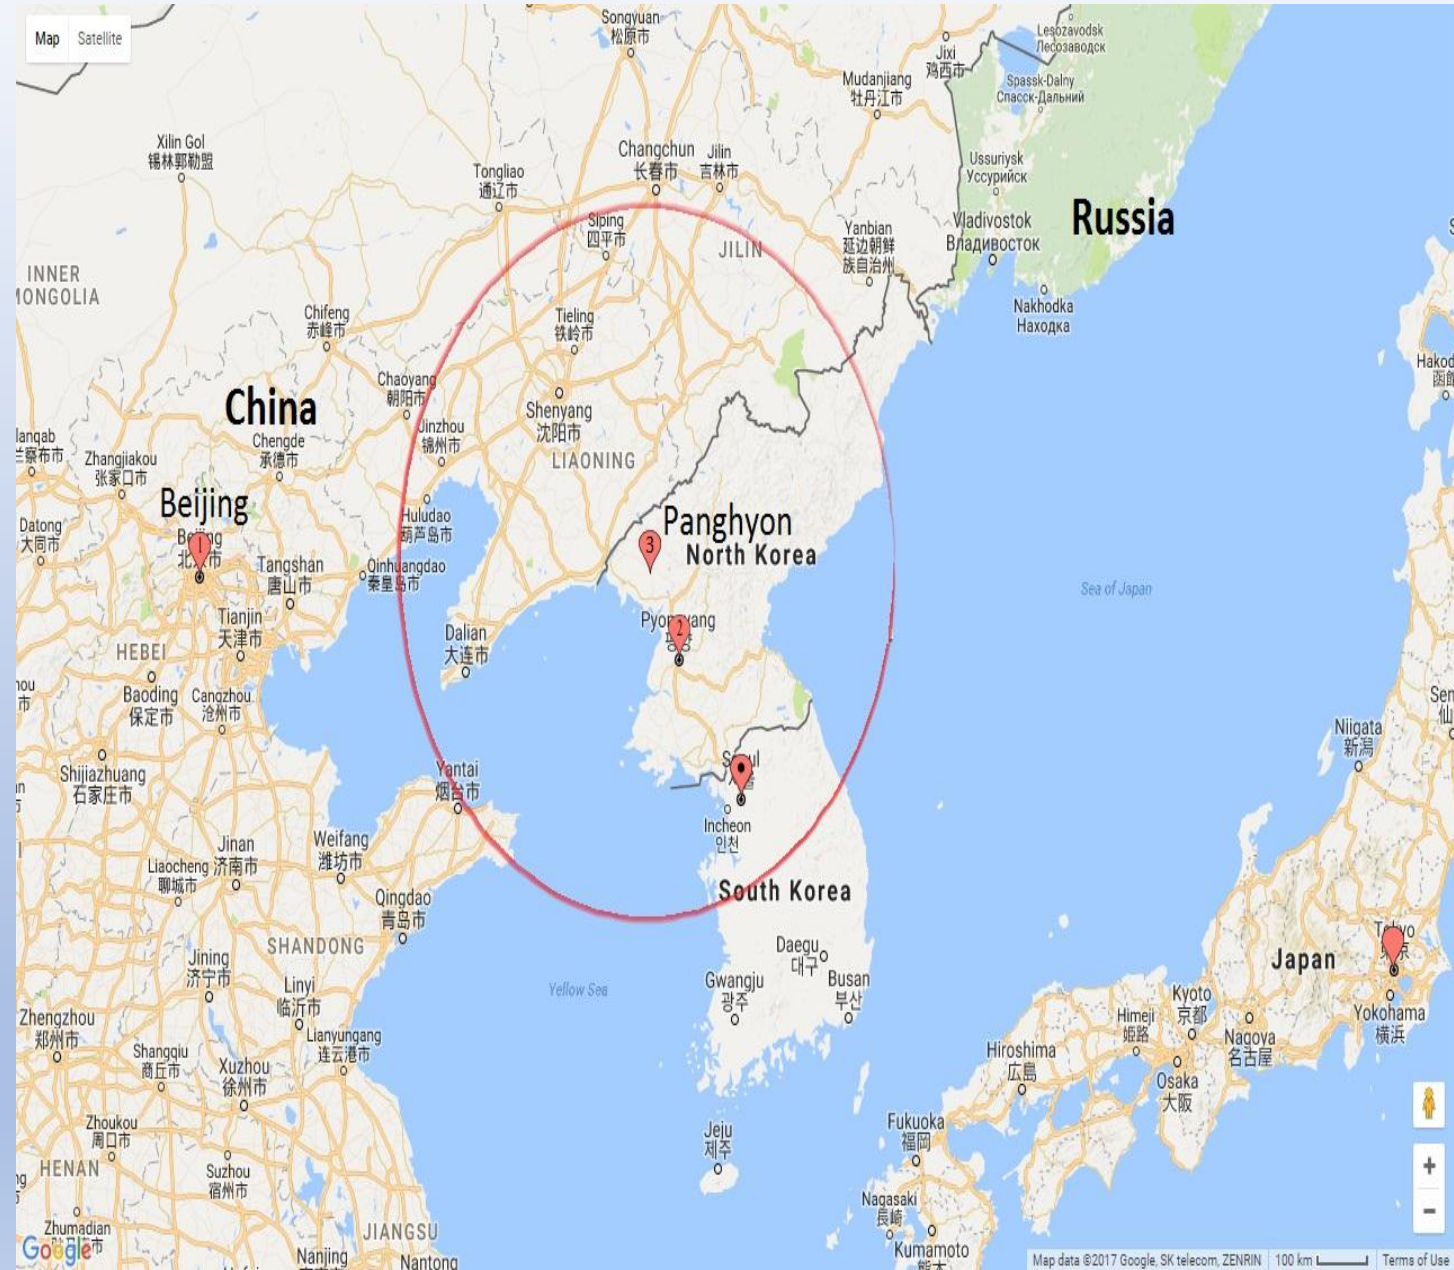 Map Satellite
Songyuan
松原市
Lesozavodsk
Лесозаводск
Jixi
鸡西市
Mudanjiang
牡丹江市
Spassk-Dalny
Спасск-Дальний
Xilin Gol
锡林郭勒盟
Changchun
长春市
Jilin
吉林市
Tongliao
通辽市
Ussuriysk
Уссурийск
Siping
四平市
JILIN
Yanbian
延边朝鲜
族自治州
Vladivostok
Владивосток
Russia
INNER
MONGOLIA
Nakhodka
Находка
Chifeng
赤峰市
Tieling
铁岭市
Chaoyang
朝阳市
China
Shenyang
沈阳市
Jinzhou
锦州市
Chengde
承德市
LIAONING
Zhangjiakou
张家口市
Beijing
Huludao
葫芦岛市
Panghyon
North Korea
Datong
大同市
1
3
Tangshan
唐山市
Qinhuangdao
秦皇岛市
Sea of Japan
Tianjin
天津市
2
Dalian
大连市
HEBEI
Baoding
保定市
Cangzhou
沧州市
Niigata
新潟
Shijiazhuang
石家庄市
Yantai
烟台市
Incheon
인천
Weifang
潍坊市
Jinan
济南市
Liaocheng
聊城市
South Korea
Qingdao
青岛市
SHANDONG
Daegu
대구
Jining
济宁市
Linyi
临沂市
Yellow Sea
Gwangju
광주
Busan
부산
Japan
Kyoto
京都
Yokohama
横浜
Himeji
姫路
Nagoya
名古屋
Zhengzhou
郑州市
Lianyungang
连云港市
Shangqiu
商丘市
Xuzhou
徐州市
Hiroshima
広島
Osaka
大阪
Zhoukou
周口市
Jeju
제주
Fukuoka
福岡
HENAN
Suzhou
宿州市
Nagasaki
長崎
Zhumadian
JIANGSU
Kumamoto
Google
Nanjing
Nantong
Map data ©2017 Google, SK telecom, ZENRIN 100 km Terms of Use